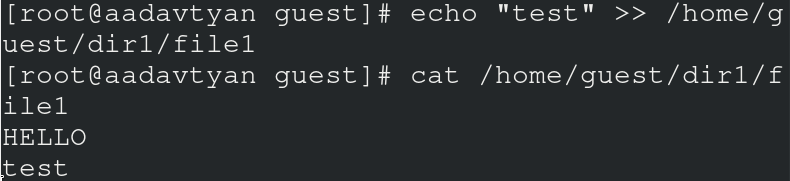 [root@aadavtyan guest]# echo "test" >> /home/g
uest/dir1/file1
[root@aadavtyan guest]# cat /home/guest/dir1/f
ile1
HELLO
test